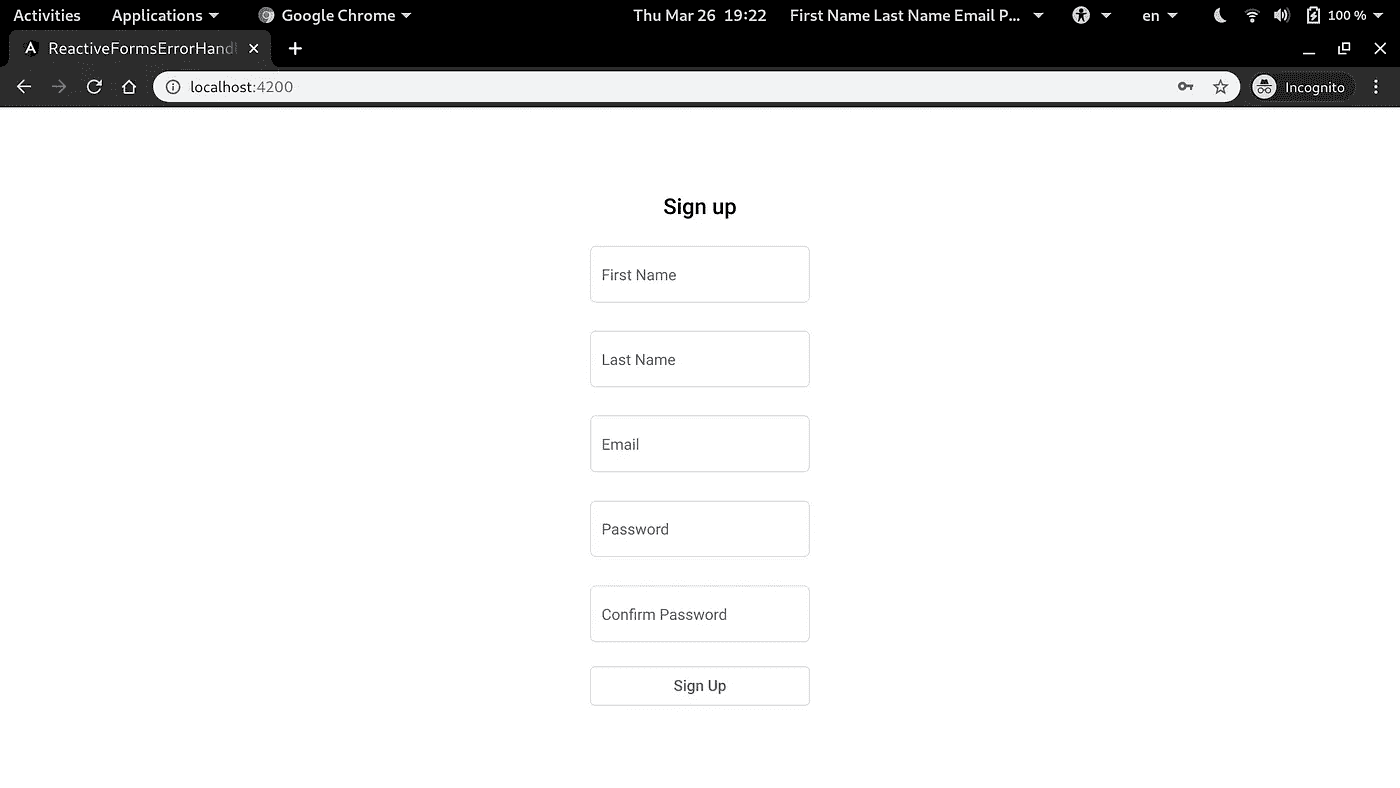 Activities Applications Google Chrome Thu Mar 26 19:22 First Name Last Name Email P... en 100 %
ReactiveFormsErrorHandl
localhost:4200 Incognito
Sign up
First Name
Last Name
Email
Password
Confirm Password
Sign Up